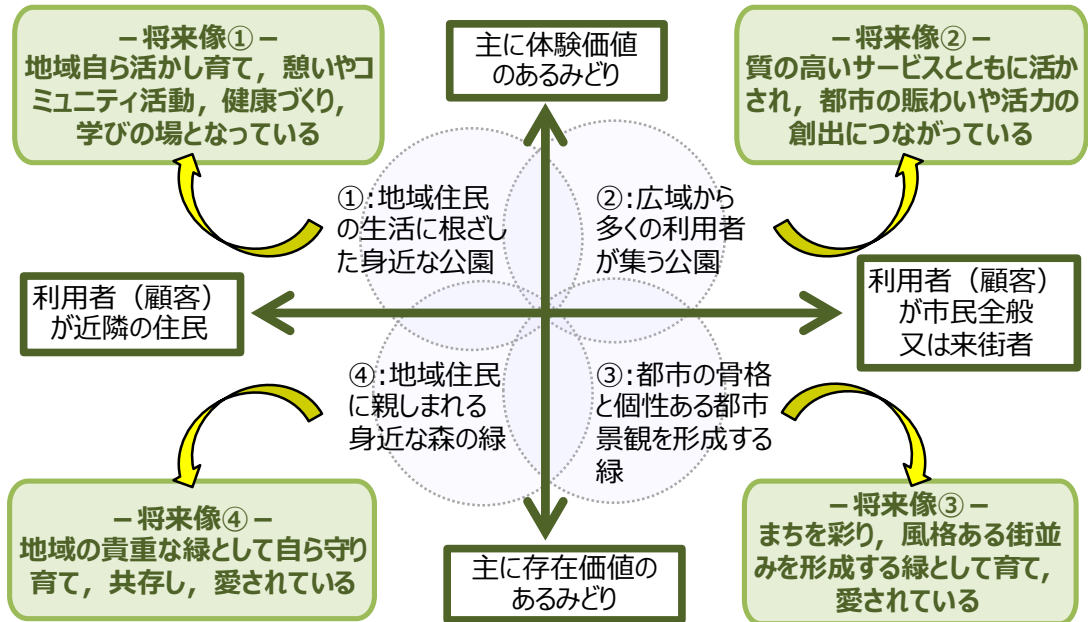 －将来像①－
地域自ら活かし育て，憩いやコ
ミュニティ活動，健康づくり，
学びの場となっている
主に体験価値
のあるみどり
－将来像②－
質の高いサービスとともに活か
され，都市の賑わいや活力の
創出につながっている
①:地域住民
の生活に根ざし
た身近な公園
②:広域から
多くの利用者
が集う公園
利用者（顧客）
が近隣の住民
利用者（顧客）
が市民全般
又は来街者
④:地域住民
に親しまれる
身近な森の緑
③:都市の骨格
と個性ある都市
景観を形成する
緑
－将来像④－
地域の貴重な緑として自ら守り
育て，共存し，愛されている
主に存在価値の
あるみどり
－将来像③－
まちを彩り，風格ある街並
みを形成する緑として育て，
愛されている